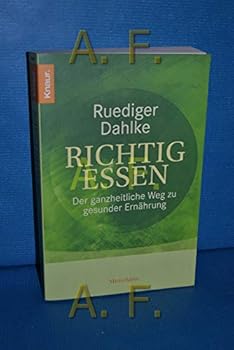 A. F.
Knaur.
Ruediger
Dahlke
RICHTIG
ESSEN
Der ganzheitliche Weg zu
gesunder Ernährung
A. F.
A. F.